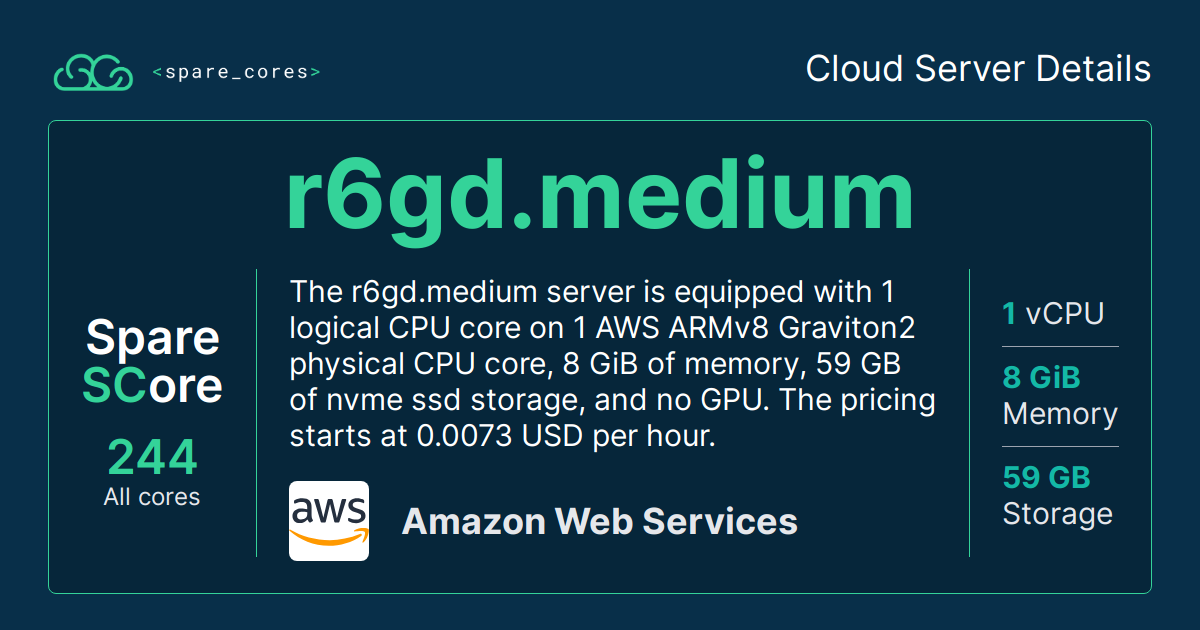 <spare_cores>
Cloud Server Details
r6gd.medium
Spare
SCore
244
All cores
The r6gd.medium server is equipped with 1
logical CPU core on 1 AWS ARMv8 Graviton2
physical CPU core, 8 GiB of memory, 59 GB
of nvme ssd storage, and no GPU. The pricing
starts at 0.0073 USD per hour.
aws
Amazon Web Services
1 vCPU
8 GiB
Memory
59 GB
Storage